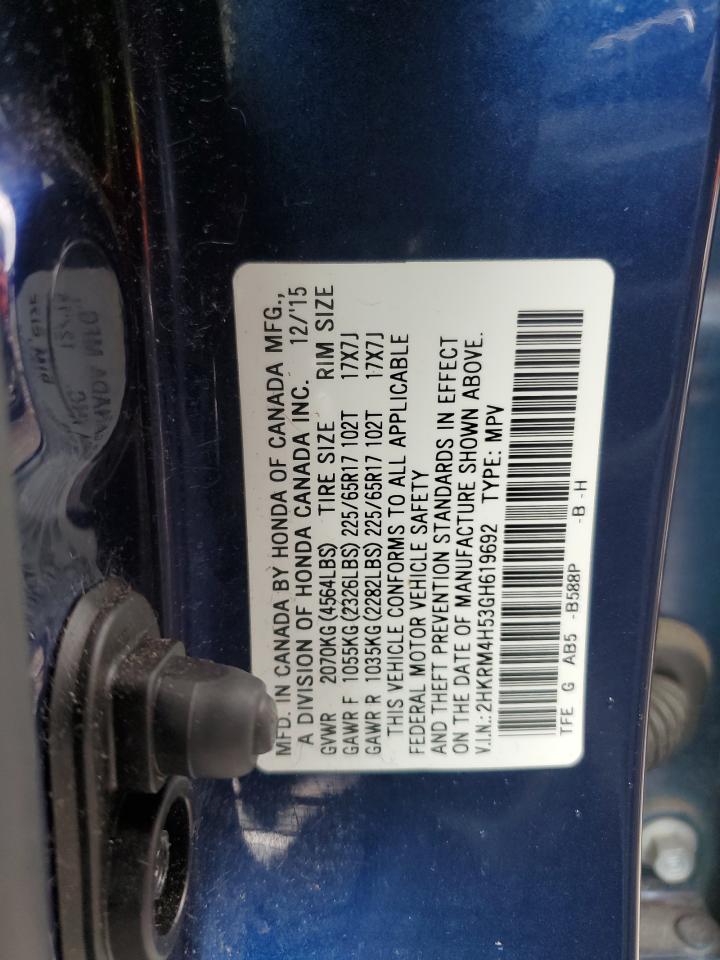 MFD. IN CANADA BY HONDA OF CANADA MFG.,
A DIVISION OF HONDA CANADA INC. 12/'15
GVWR 2070KG(4564LBS) TIRE SIZE RIM SIZE
GAWR F 1055KG(2326LBS) 225/65R17 102T 17X7J
GAWR R 1035KG(2282LBS) 225/65R17 102T 17X7J
THIS VEHICLE CONFORMS TO ALL APPLICABLE
FEDERAL MOTOR VEHICLE SAFETY
AND THEFT PREVENTION STANDARDS IN EFFECT
ON THE DATE OF MANUFACTURE SHOWN ABOVE.
V.I.N.:2HKRM4H53GH619692 TYPE: MPV
TFE G AB5 -B588P -B -H